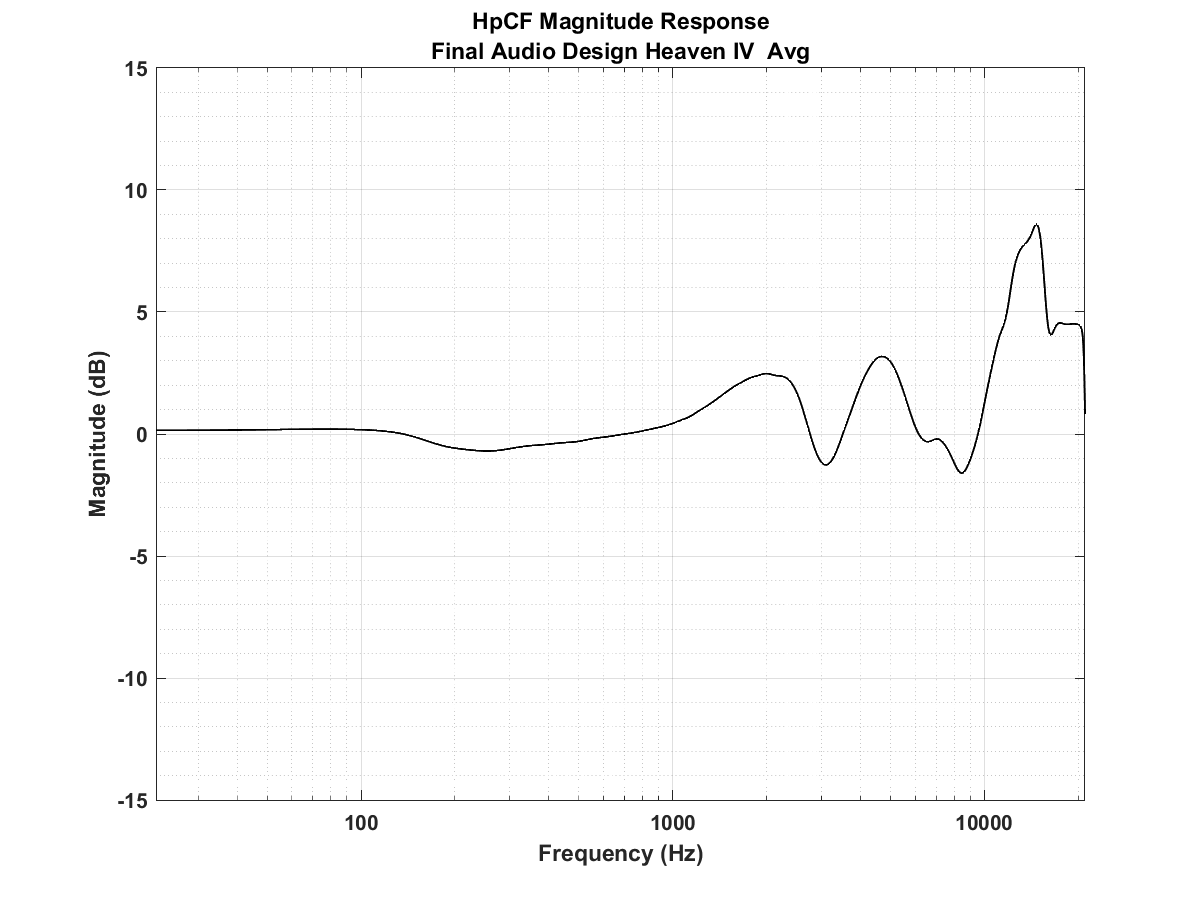 HpCF Magnitude Response
Final Audio Design Heaven IV  Avg
15
10
5
0
-5
-10
-15
Magnitude (dB)
100
1000
10000
Frequency (Hz)